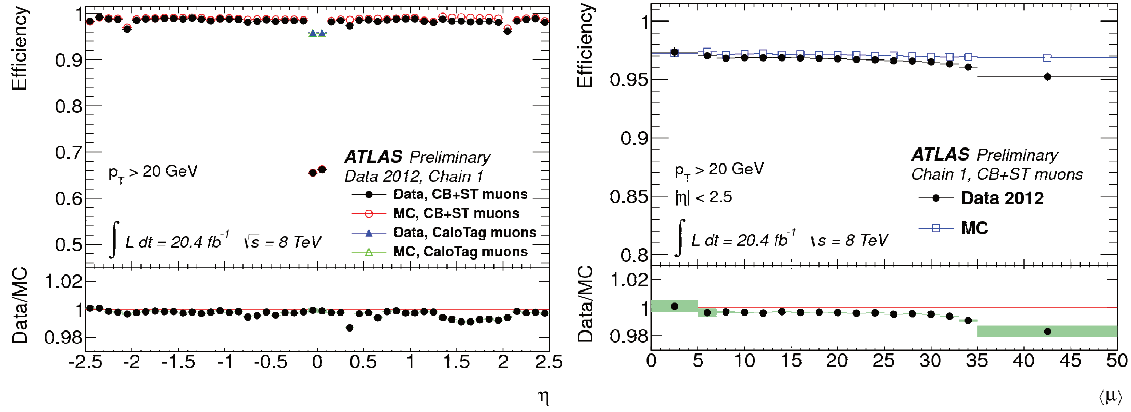 Efficiency
1
0.9
0.8
0.7
0.6
0.5
p_T > 20 GeV
ATLAS Preliminary
Data 2012, Chain 1
Data, CB+ST muons
MC, CB+ST muons
Data, CaloTag muons
MC, CaloTag muons
∫ L dt = 20.4 fb⁻¹ √s = 8 TeV
Data/MC
1.02
1
0.98
-2.5 -2 -1.5 -1 -0.5 0 0.5 1 1.5 2 2.5
η
Efficiency
1
0.95
0.9
0.85
0.8
p_T > 20 GeV
|η| < 2.5
ATLAS Preliminary
Chain 1, CB+ST muons
Data 2012
MC
∫ L dt = 20.4 fb⁻¹ √s = 8 TeV
Data/MC
1.02
1
0.98
0 5 10 15 20 25 30 35 40 45 50
⟨μ⟩